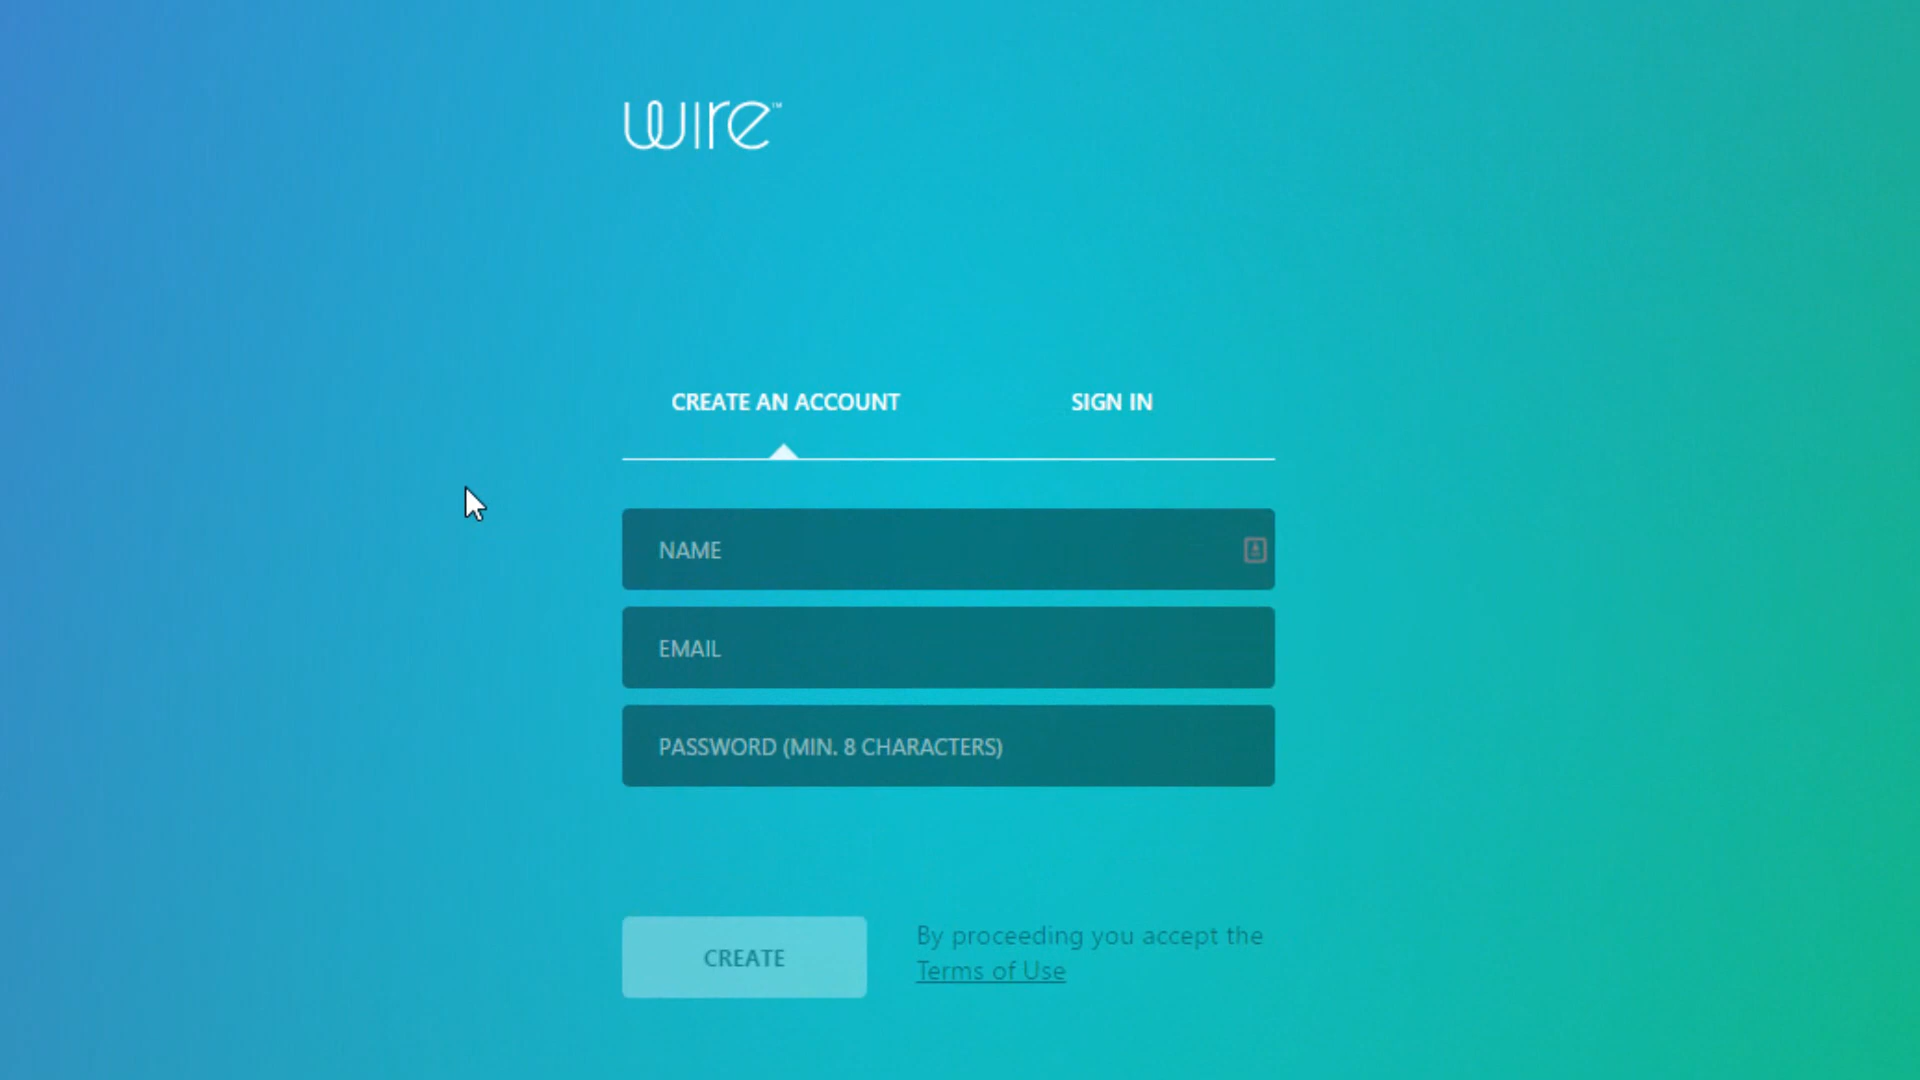 wire™
CREATE AN ACCOUNT
SIGN IN
NAME
EMAIL
PASSWORD (MIN. 8 CHARACTERS)
CREATE
By proceeding you accept the
Terms of Use